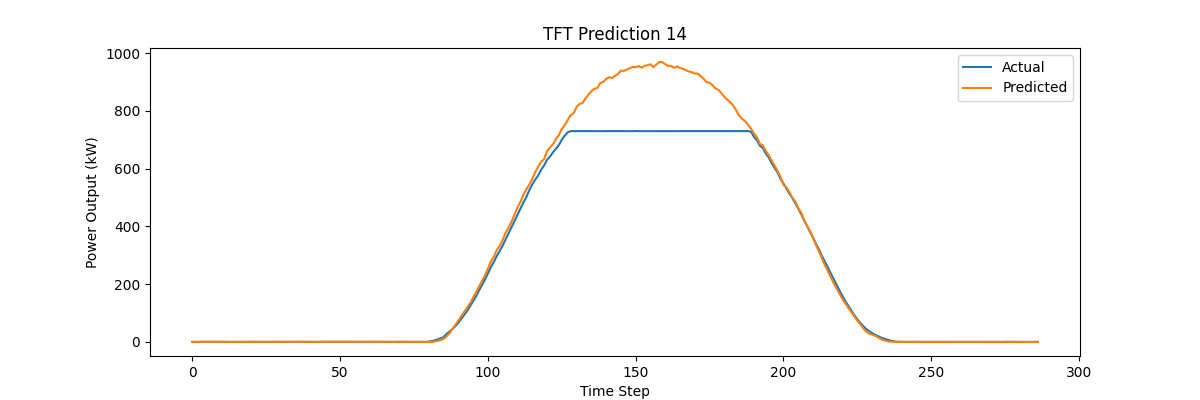 TFT Prediction 14
1000
800
600
400
200
0
Power Output (kW)
0 50 100 150 200 250 300
Time Step
Actual
Predicted